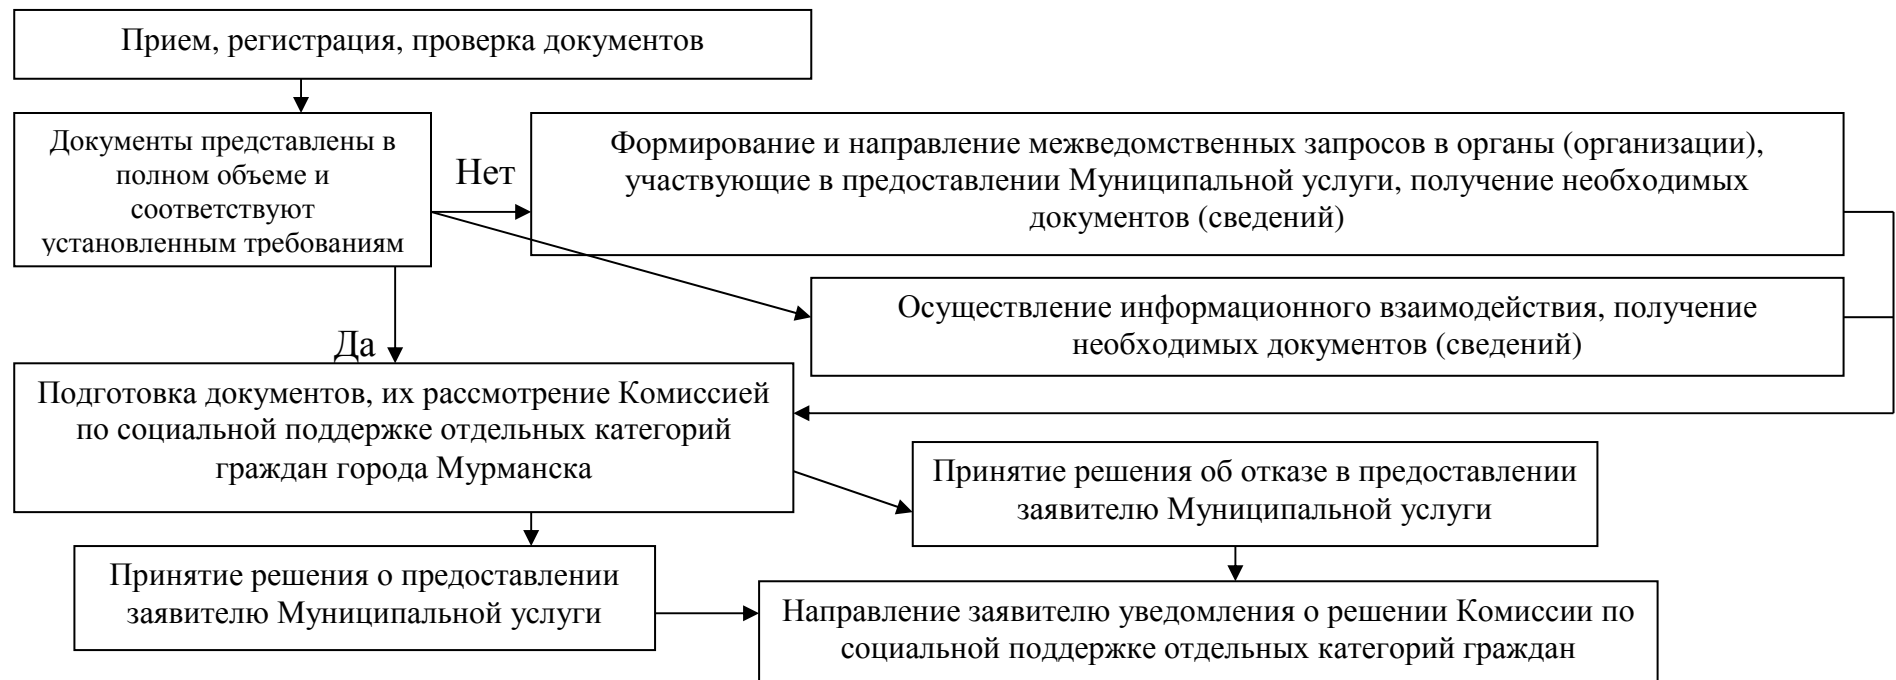 Прием, регистрация, проверка документов
Документы представлены в
полном объеме и
соответствуют
установленным требованиям
Нет
Формирование и направление межведомственных запросов в органы (организации),
участвующие в предоставлении Муниципальной услуги, получение необходимых
документов (сведений)
Осуществление информационного взаимодействия, получение
необходимых документов (сведений)
Да
Подготовка документов, их рассмотрение Комиссией
по социальной поддержке отдельных категорий
граждан города Мурманска
Принятие решения об отказе в предоставлении
заявителю Муниципальной услуги
Принятие решения о предоставлении
заявителю Муниципальной услуги
Направление заявителю уведомления о решении Комиссии по
социальной поддержке отдельных категорий граждан